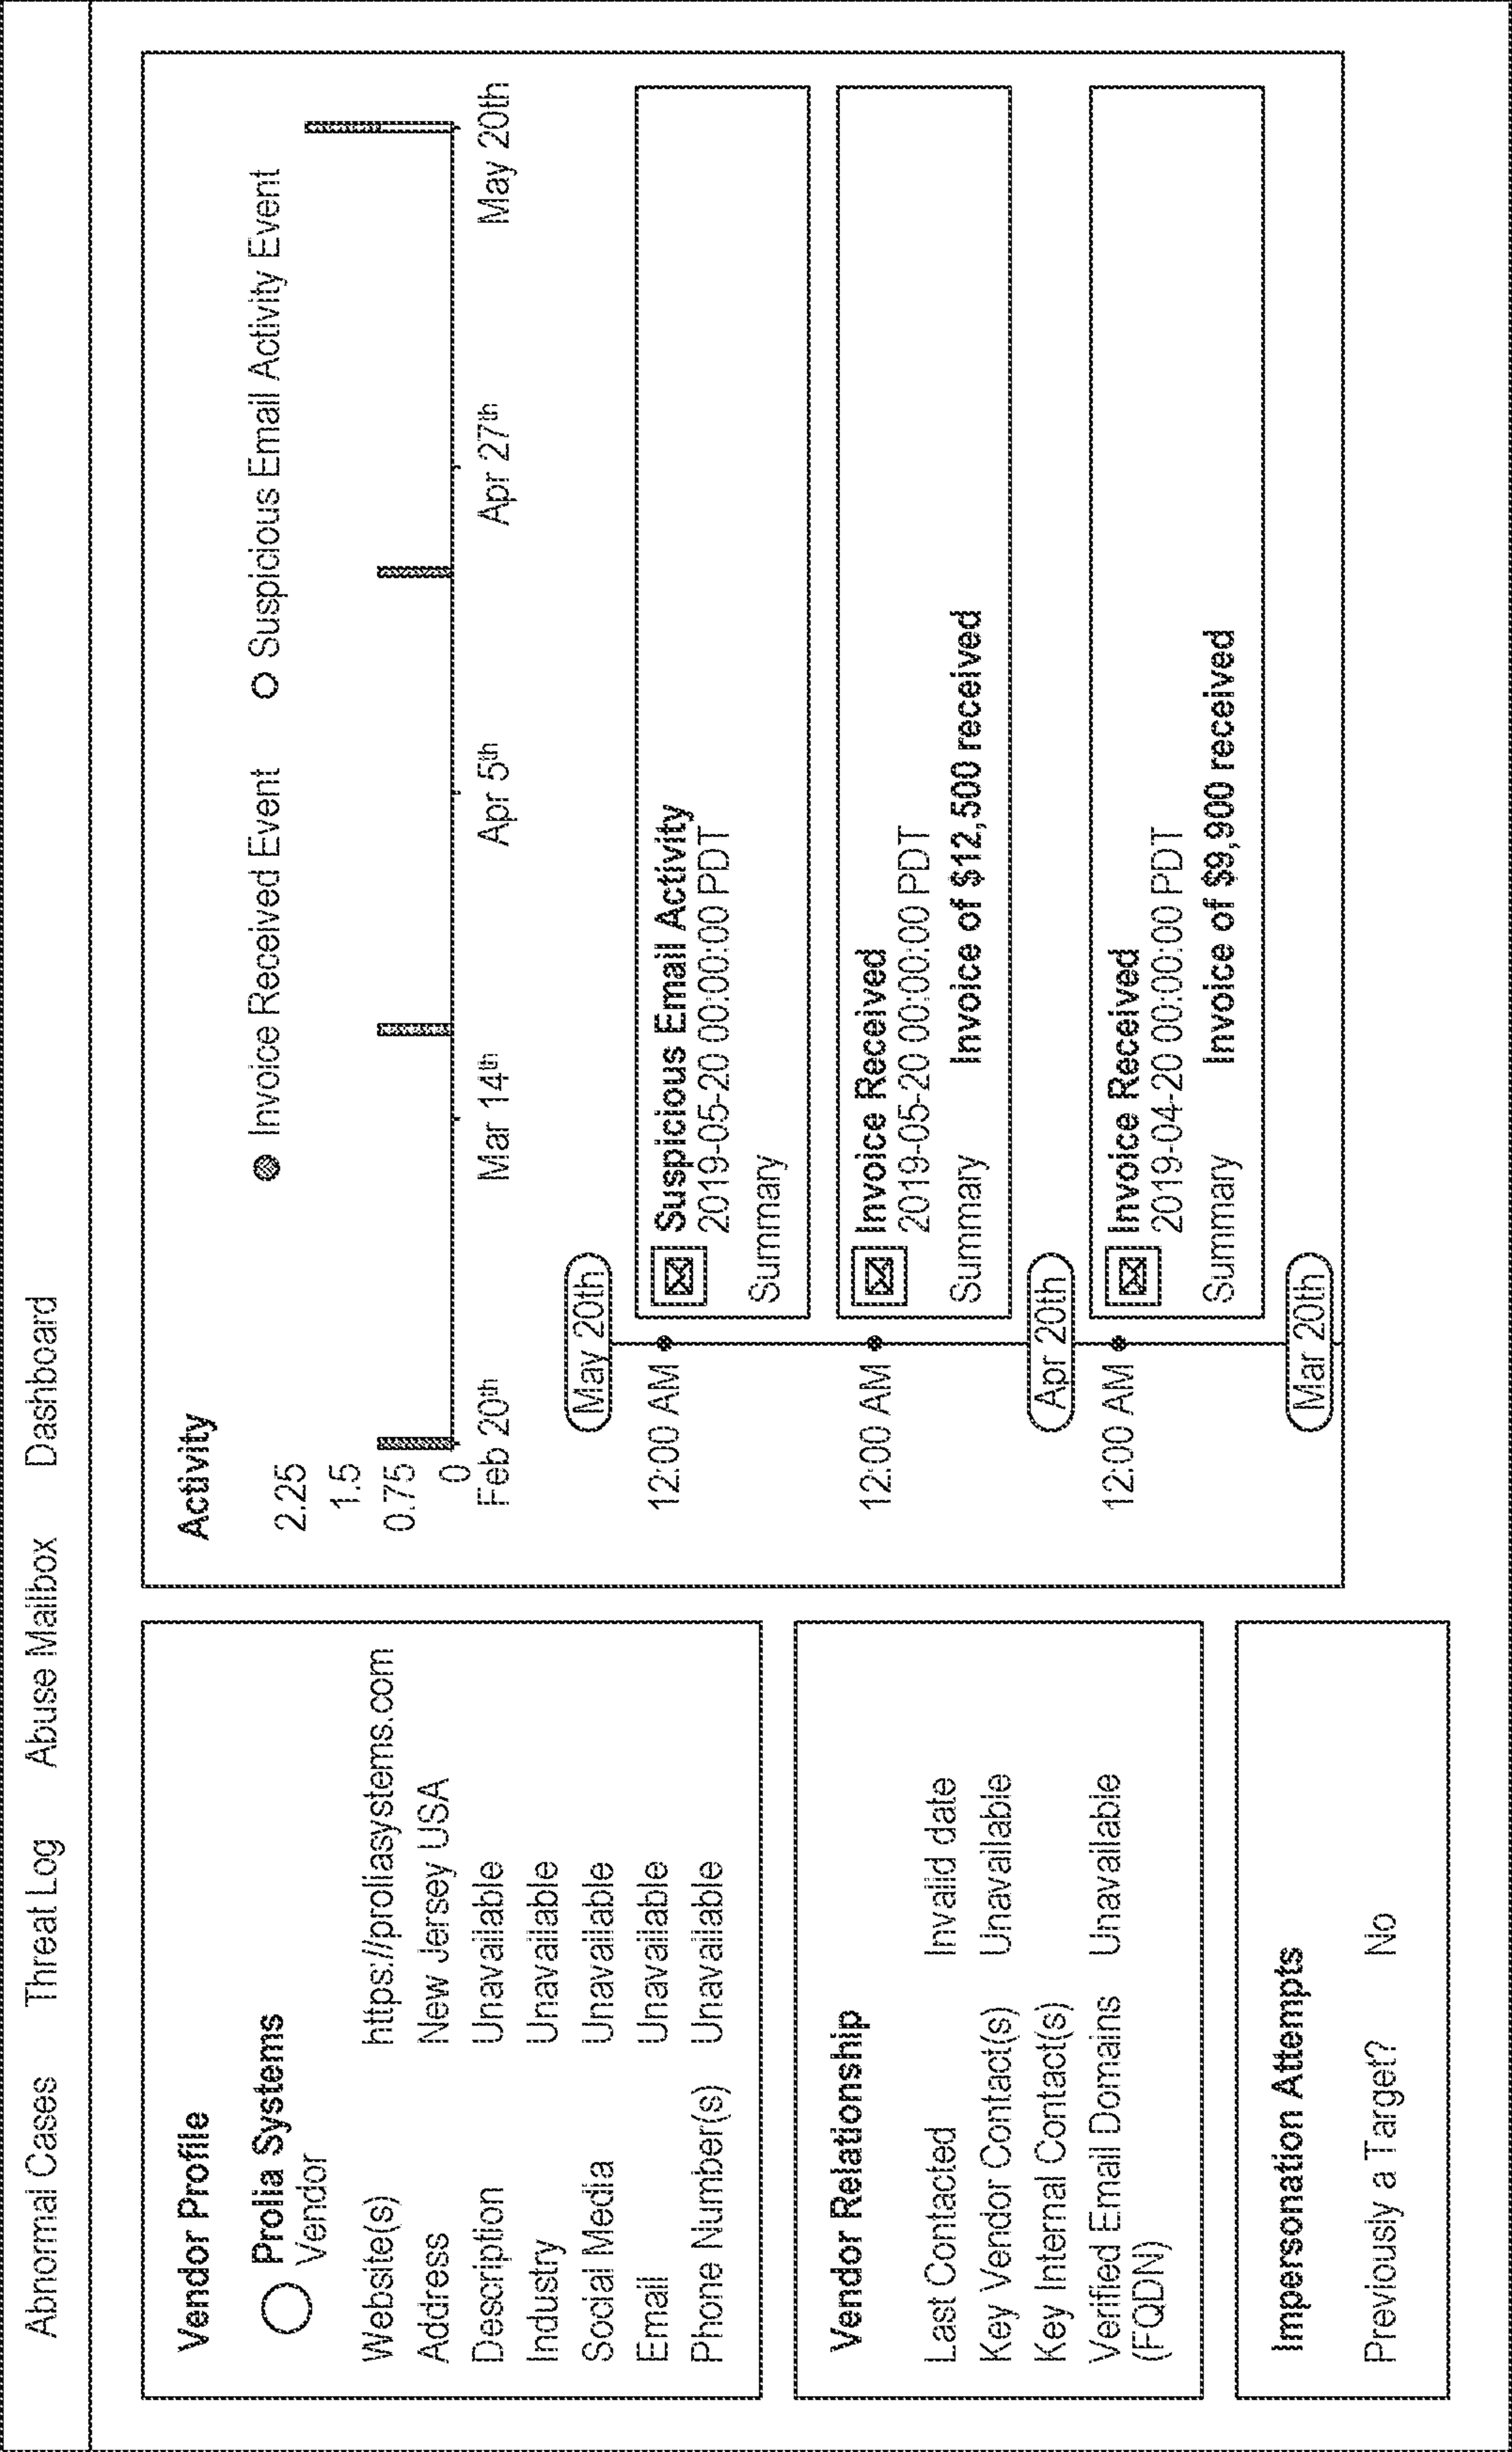 Abnormal Cases Threat Log Abuse Mailbox Dashboard
Vendor Profile
Prolia Systems
Vendor
Website(s) https://proliasystems.com
Address New Jersey USA
Description Unavailable
Industry Unavailable
Social Media Unavailable
Email Unavailable
Phone Number(s) Unavailable
Vendor Relationship
Last Contacted Invalid date
Key Vendor Contact(s) Unavailable
Key Internal Contact(s)
Verified Email Domains Unavailable
(FQDN)
Impersonation Attempts
Previously a Target? No
Activity
Invoice Received Event Suspicious Email Activity Event
2.25
1.5
0.75
0
Feb 20th Mar 14th Apr 5th Apr 27th May 20th
May 20th
12:00 AM Suspicious Email Activity
2019-05-20 00:00:00 PDT
Summary
12:00 AM Invoice Received
2019-05-20 00:00:00 PDT
Summary Invoice of $12,500 received
Apr 20th
12:00 AM Invoice Received
2019-04-20 00:00:00 PDT
Summary Invoice of $9,900 received
Mar 20th